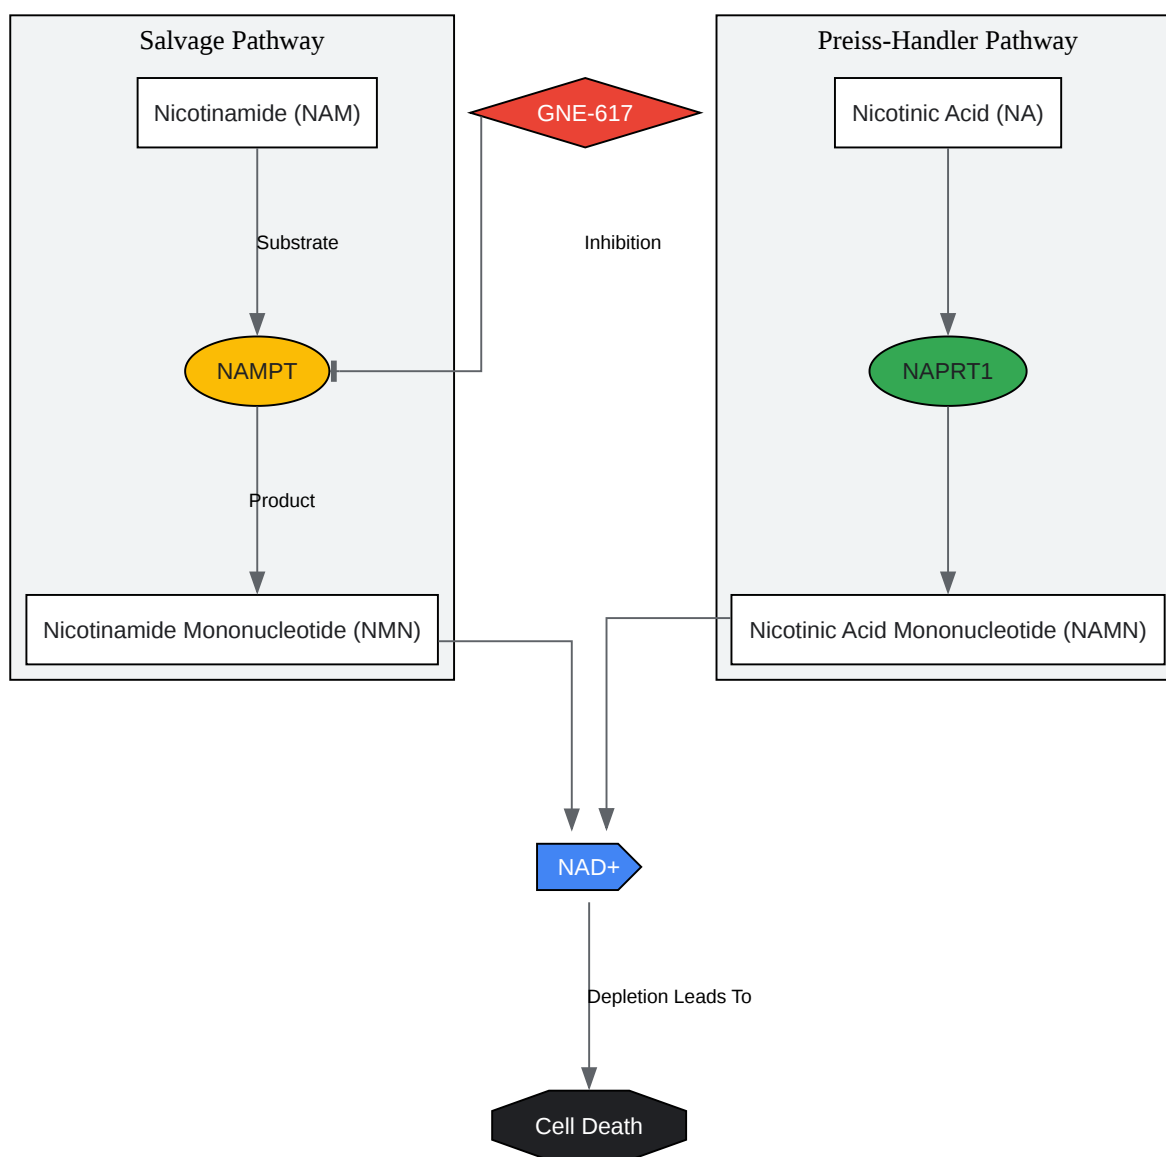 Salvage Pathway
Preiss-Handler Pathway
Nicotinamide (NAM)
GNE-617
Nicotinic Acid (NA)
Substrate
Inhibition
NAMPT
NAPRT1
Product
Nicotinamide Mononucleotide (NMN)
Nicotinic Acid Mononucleotide (NAMN)
NAD+
Depletion Leads To
Cell Death